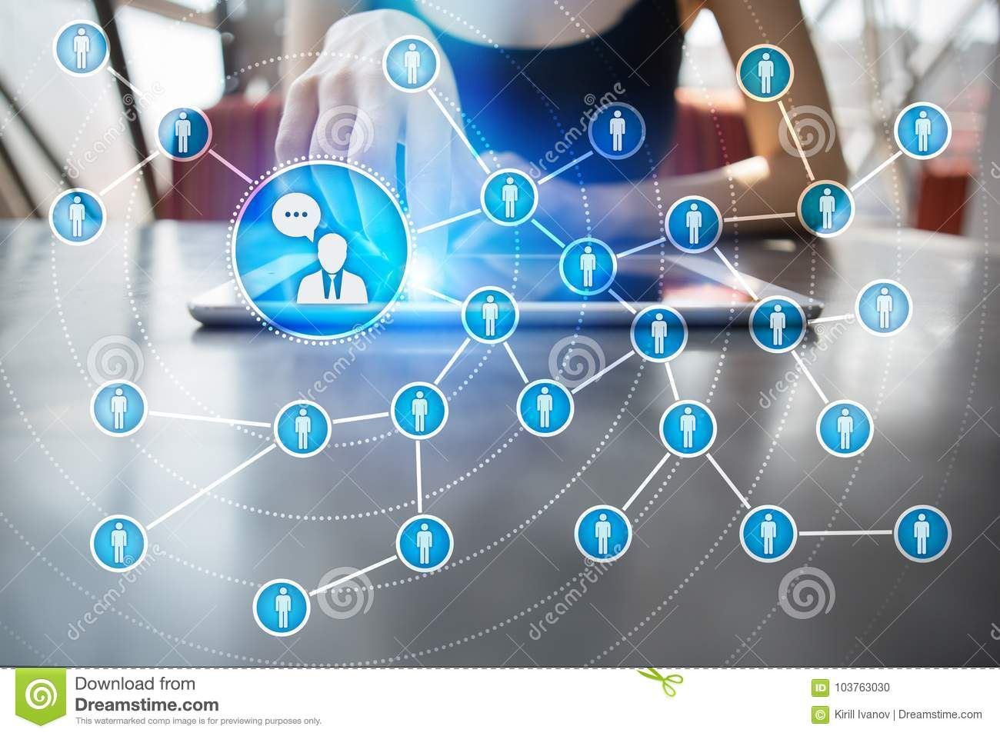 Download from
Dreamstime.com
This watermarked comp image is for previewing purposes only.
ID 103763030
© Kirill Ivanov | Dreamstime.com